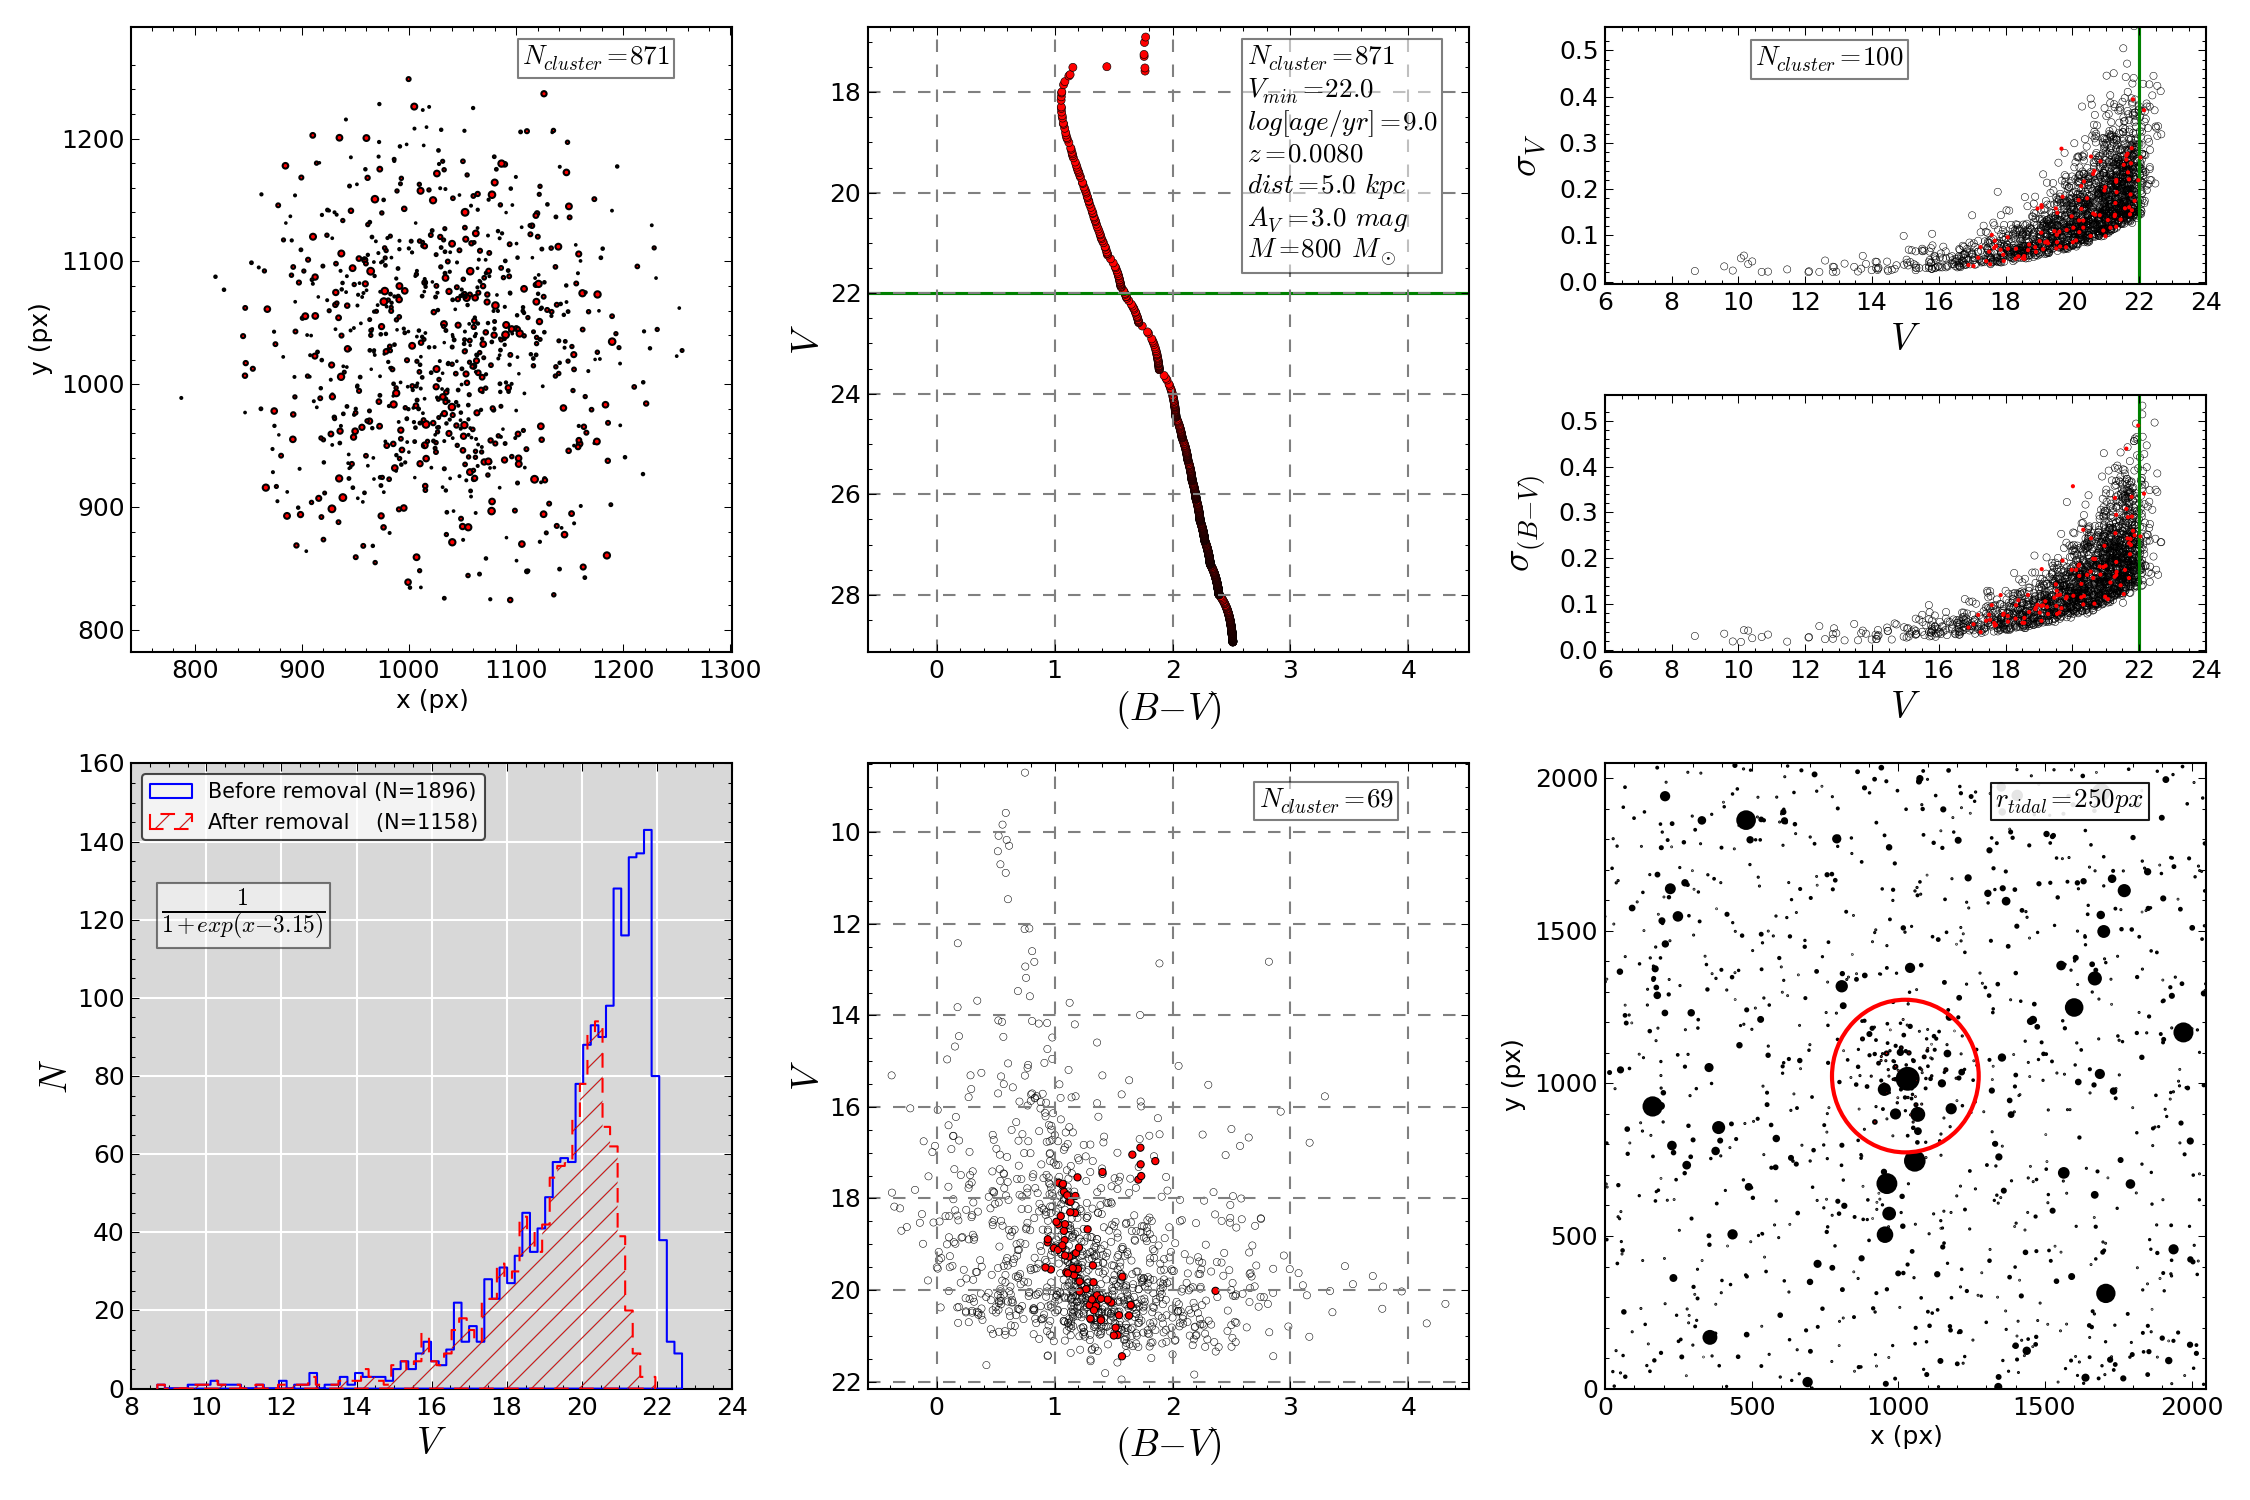 N_cluster=871
1200
1100
1000
900
800
y (px)
800 900 1000 1100 1200 1300
x (px)
N_cluster=871
V_min=22.0
log[age/yr]=9.0
z=0.0080
dist=5.0 kpc
A_V=3.0 mag
M=800 M_⊙
18
20
22
24
26
28
V
0 1 2 3 4
(B−V)
N_cluster=100
0.5
0.4
0.3
0.2
0.1
0.0
σ_V
6 8 10 12 14 16 18 20 22 24
V
0.5
0.4
0.3
0.2
0.1
0.0
σ_(B−V)
6 8 10 12 14 16 18 20 22 24
V
Before removal (N=1896)
After removal (N=1158)
1
1+exp(x−3.15)
160
140
120
100
80
60
40
20
0
N
8 10 12 14 16 18 20 22 24
V
N_cluster=69
10
12
14
16
18
20
22
V
0 1 2 3 4
(B−V)
r_tidal=250px
2000
1500
1000
500
0
y (px)
0 500 1000 1500 2000
x (px)